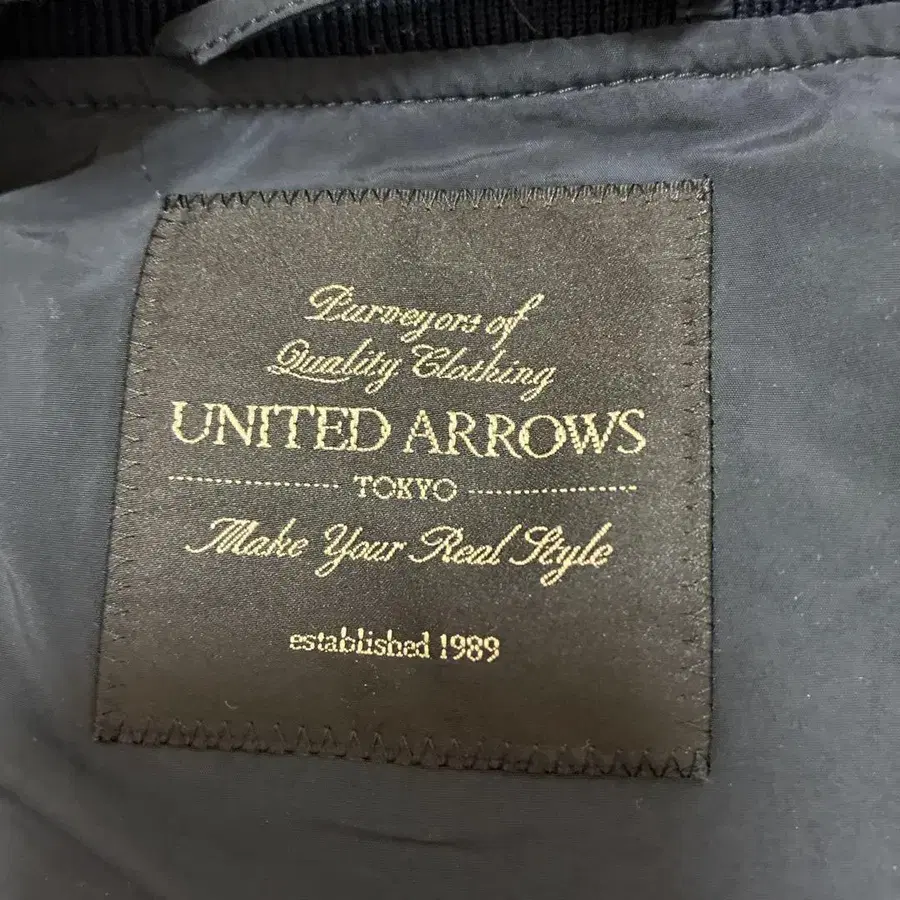 Purveyors of
Quality Clothing
UNITED ARROWS
TOKYO
Make Your Real Style
established 1989